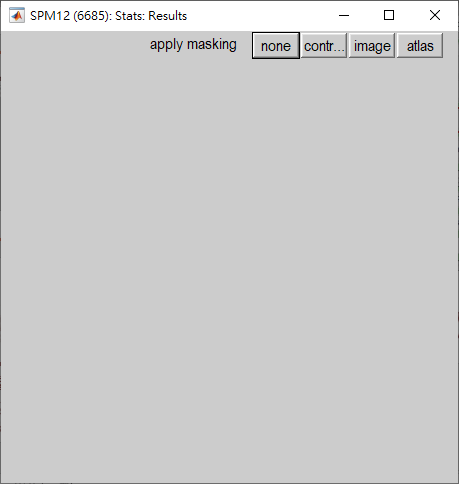 SPM12 (6685): Stats: Results
apply masking none contr... image atlas